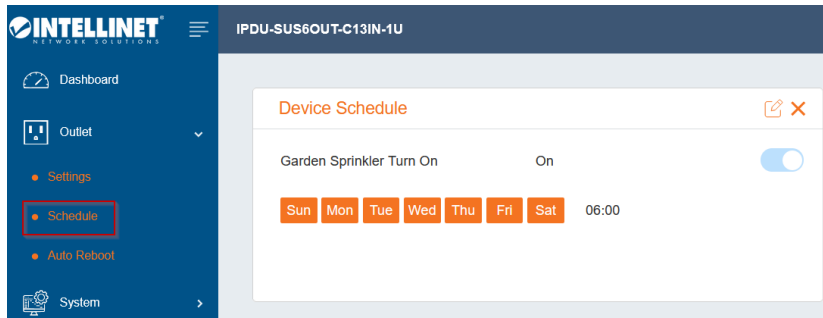 INTELLINET®
NETWORK SOLUTIONS
IPDU-SUS6OUT-C13IN-1U
Dashboard
Outlet
Settings
Schedule
Auto Reboot
System
Device Schedule
Garden Sprinkler Turn On On
Sun Mon Tue Wed Thu Fri Sat 06:00